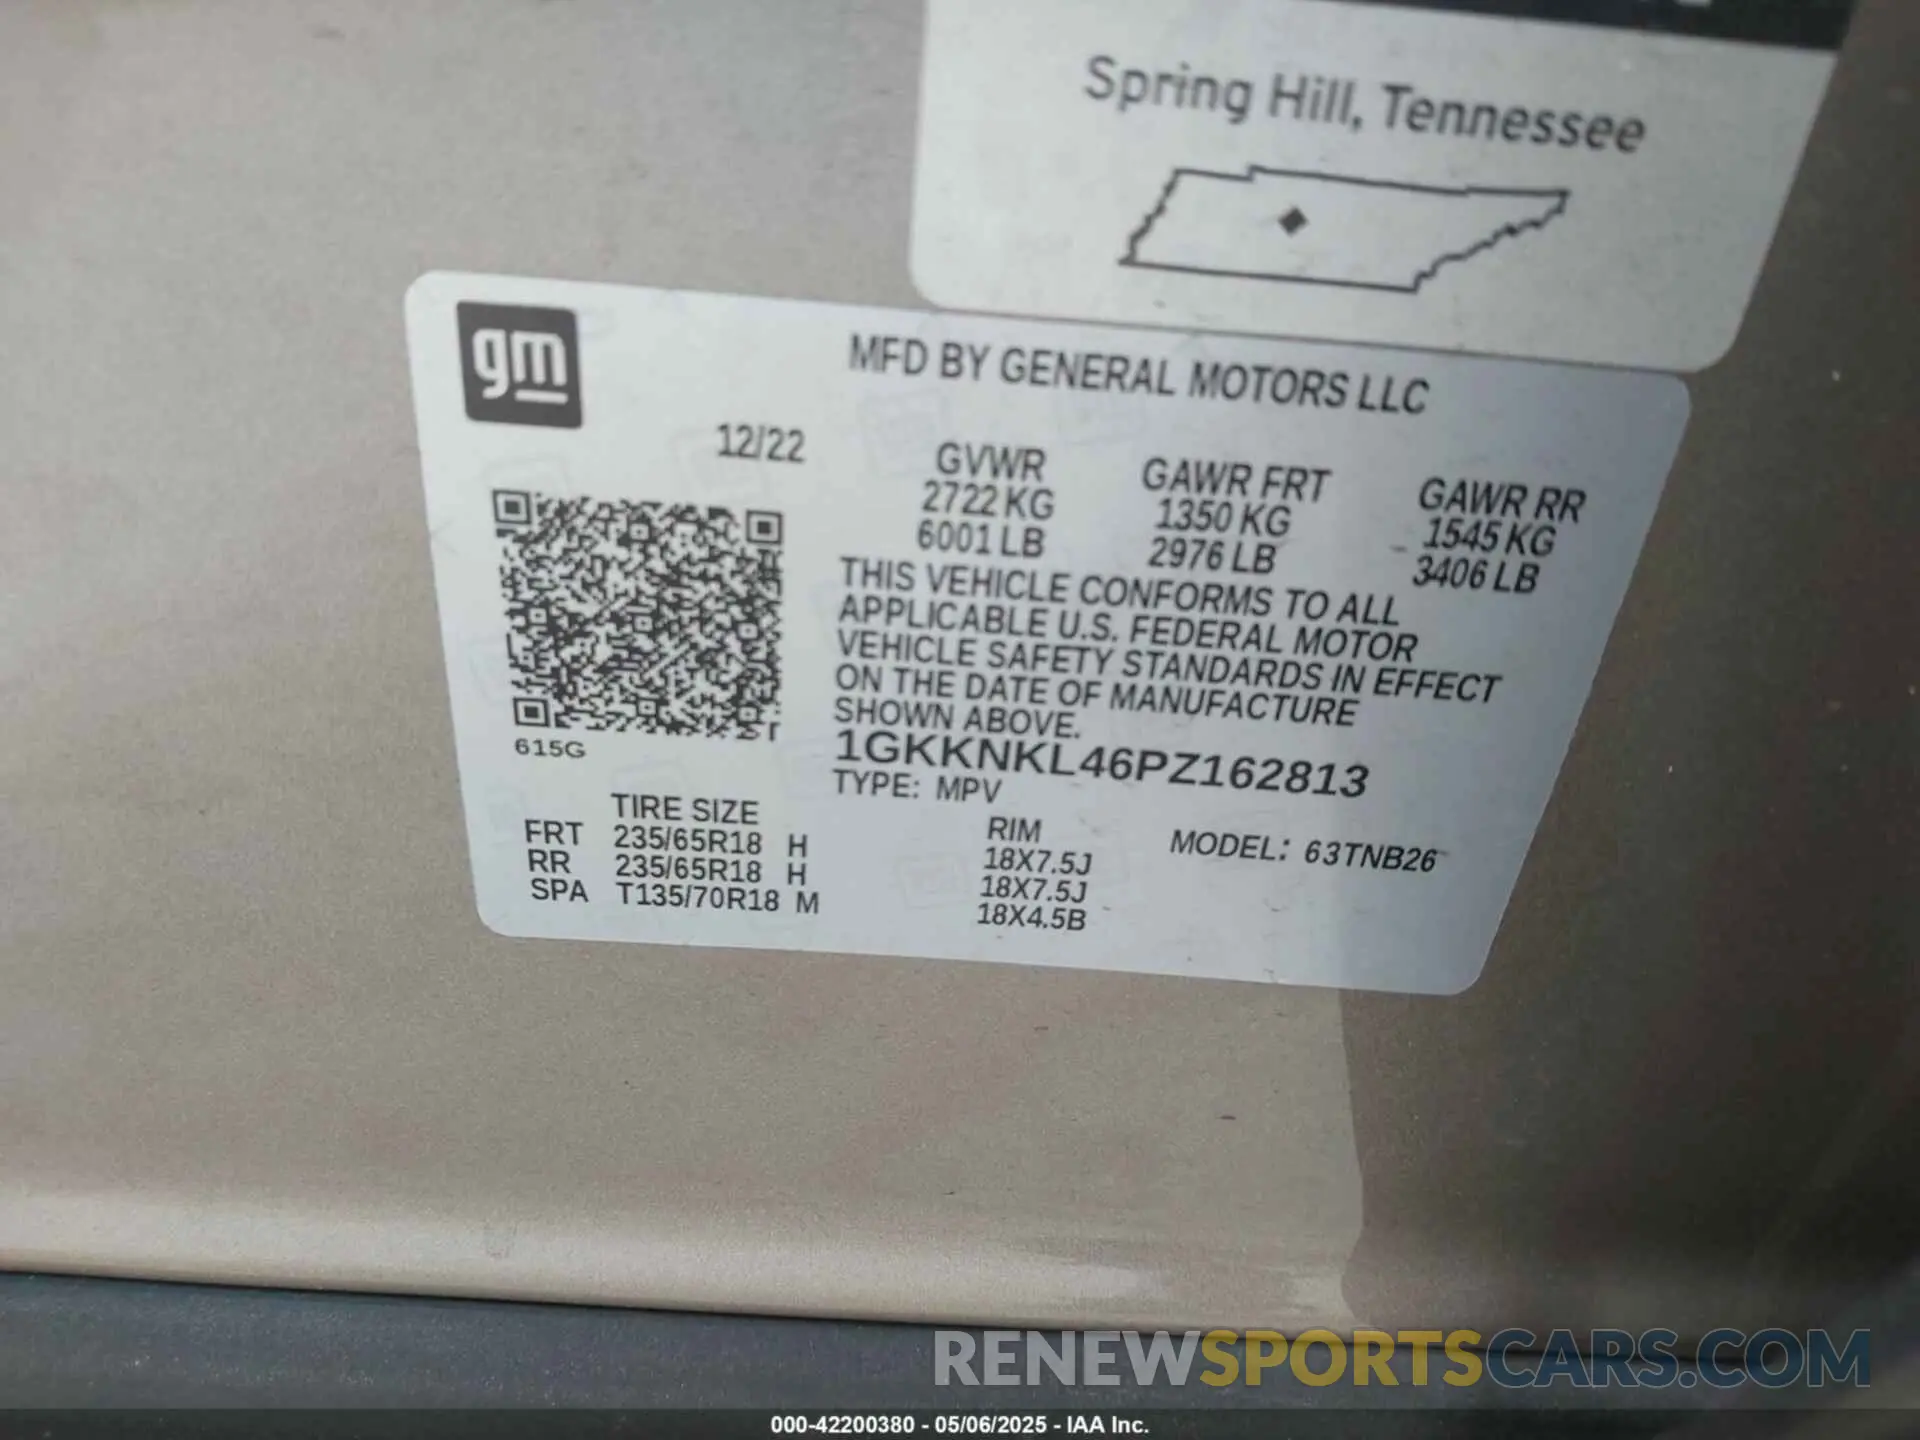 Spring Hill, Tennessee
gm
MFD BY GENERAL MOTORS LLC
12/22
GVWR GAWR FRT GAWR RR
2722 KG 1350 KG 1545 KG
6001 LB 2976 LB 3406 LB
THIS VEHICLE CONFORMS TO ALL
APPLICABLE U.S. FEDERAL MOTOR
VEHICLE SAFETY STANDARDS IN EFFECT
ON THE DATE OF MANUFACTURE
SHOWN ABOVE.
615G
1GKKNKL46PZ162813
TYPE: MPV
TIRE SIZE RIM MODEL: 63TNB26
FRT 235/65R18 H 18X7.5J
RR 235/65R18 H 18X7.5J
SPA T135/70R18 M 18X4.5B
RENEWSPORTSCARS.COM
000-42200380 - 05/06/2025 - IAA Inc.